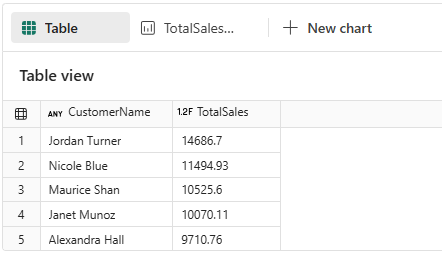 Table TotalSales... New chart
Table view
ANY CustomerName 1.2F TotalSales
1 Jordan Turner 14686.7
2 Nicole Blue 11494.93
3 Maurice Shan 10525.6
4 Janet Munoz 10070.11
5 Alexandra Hall 9710.76